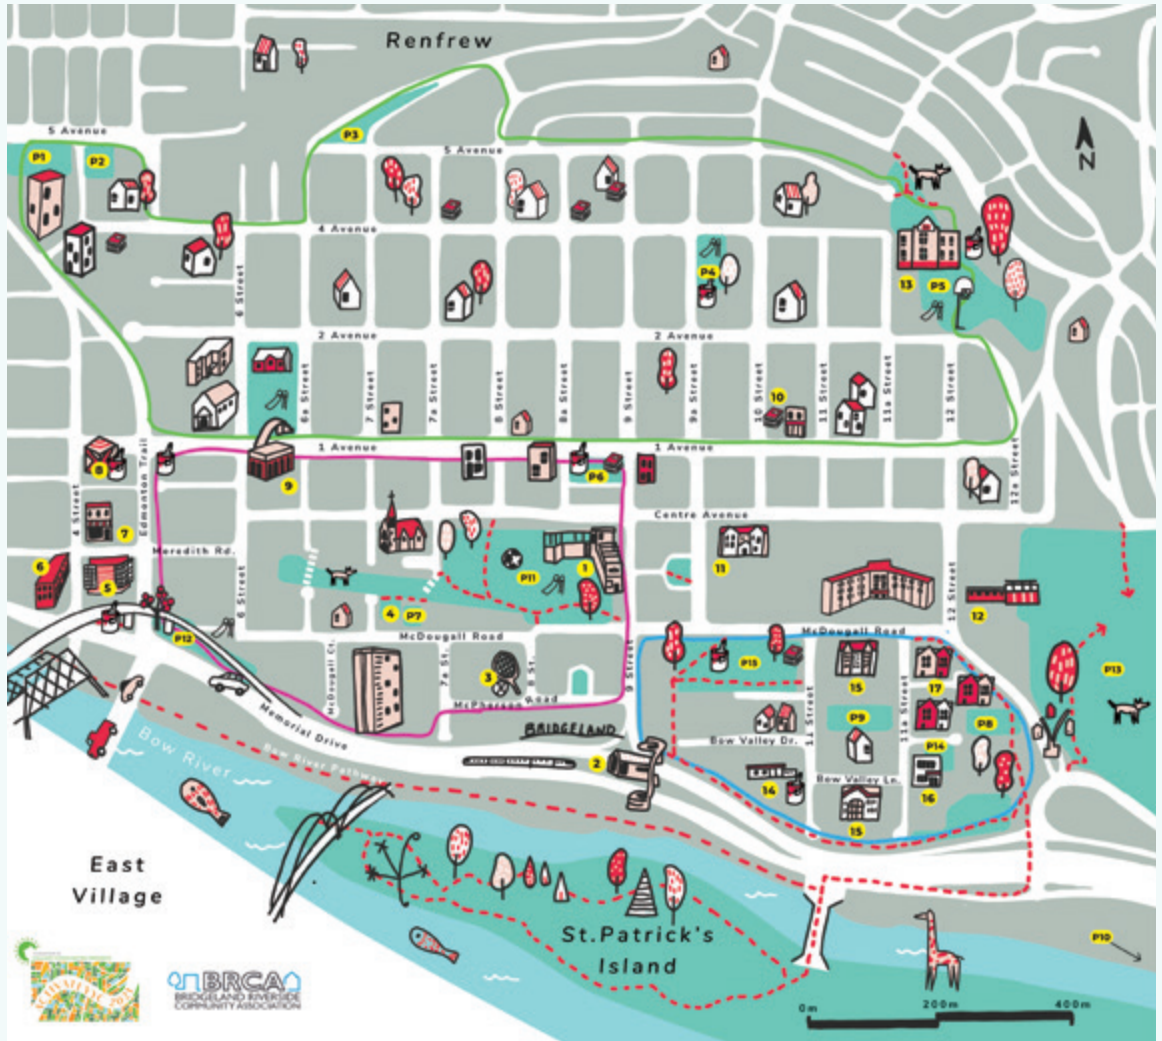 Renfrew
5 Avenue
P1
P2
P3
5 Avenue
N
4 Avenue
P4
13
P5
6 Street
2 Avenue
2 Avenue
6a Street
7 Street
7a Street
8 Street
8a Street
9 Street
9a Street
10 Street
10
11 Street
11a Street
12 Street
1 Avenue
1 Avenue
8
9
P6
12a Street
4 Street
Edmonton Trail
7
Centre Avenue
Meredith Rd.
6
5
1
P11
11
6 Street
4
P7
12 Street
12
P12
McDougall Road
McDougall Road
McDougall Ct.
7a St.
3
8 St.
9 Street
P15
15
17
P13
McPherson Road
11 Street
P9
11a Street
P8
Memorial Drive
BRIDGELAND
Bow Valley Dr.
P14
Bow River
Bow River Pathway
2
14
Bow Valley Ln.
16
15
East
Village
St.Patrick's
Island
P10
BRCA
BRIDGELAND RIVERSIDE
COMMUNITY ASSOCIATION
0m
200m
400m